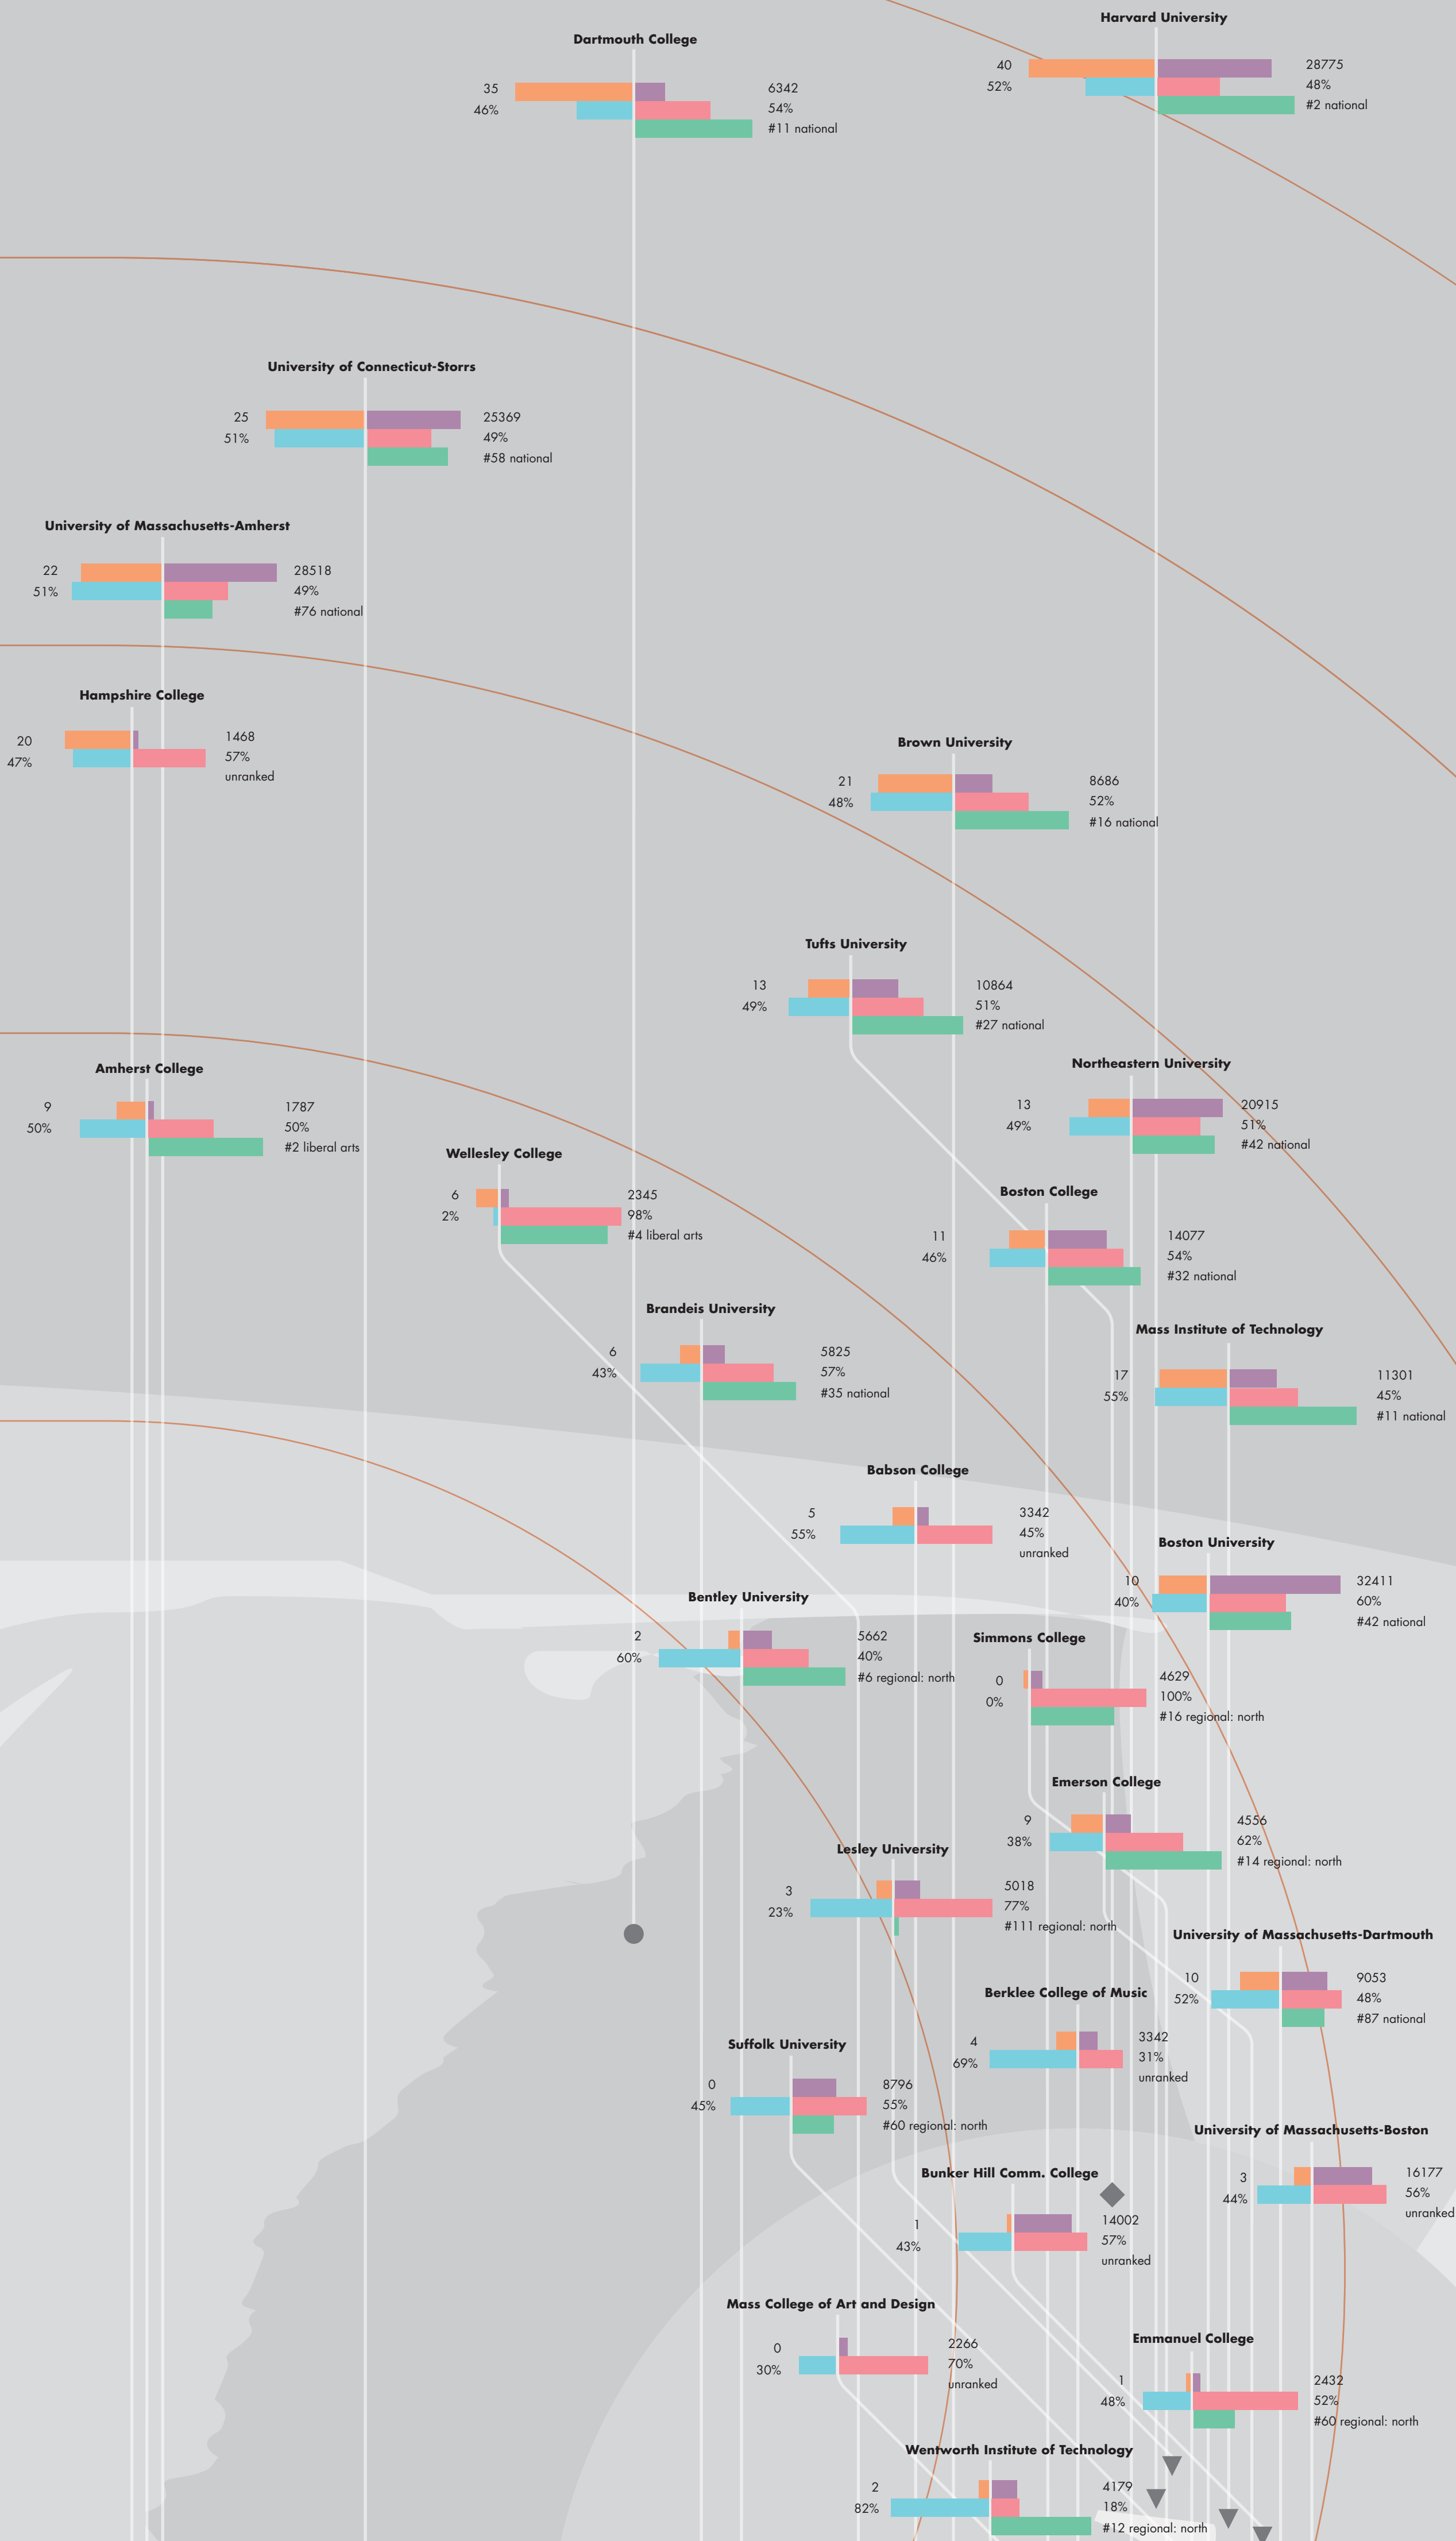 Harvard University
40
52%
28775
48%
#2 national
Dartmouth College
35
46%
6342
54%
#11 national
University of Connecticut-Storrs
25
51%
25369
49%
#58 national
University of Massachusetts-Amherst
22
51%
28518
49%
#76 national
Hampshire College
20
47%
1468
57%
unranked
Brown University
21
48%
8686
52%
#16 national
Tufts University
13
49%
10864
51%
#27 national
Northeastern University
13
49%
20915
51%
#42 national
Amherst College
9
50%
1787
50%
#2 liberal arts
Wellesley College
6
2%
2345
98%
#4 liberal arts
Boston College
11
46%
14077
54%
#32 national
Brandeis University
6
43%
5825
57%
#35 national
Mass Institute of Technology
17
55%
11301
45%
#11 national
Babson College
5
55%
3342
45%
unranked
Boston University
10
40%
32411
60%
#42 national
Bentley University
2
60%
5662
40%
#6 regional: north
Simmons College
0
0%
4629
100%
#16 regional: north
Emerson College
9
38%
4556
62%
#14 regional: north
Lesley University
3
23%
5018
77%
#111 regional: north
University of Massachusetts-Dartmouth
10
52%
9053
48%
#87 national
Berklee College of Music
4
69%
3342
31%
unranked
Suffolk University
0
45%
8796
55%
#60 regional: north
University of Massachusetts-Boston
3
44%
16177
56%
unranked
Bunker Hill Comm. College
1
43%
14002
57%
unranked
Mass College of Art and Design
0
30%
2266
70%
unranked
Emmanuel College
1
48%
2432
52%
#60 regional: north
Wentworth Institute of Technology
2
82%
4179
18%
#12 regional: north